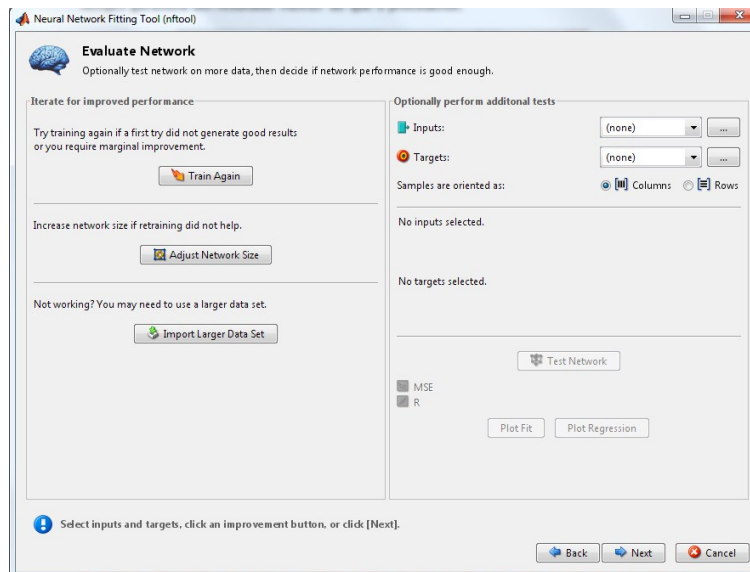 Neural Network Fitting Tool (nftool)
Evaluate Network
Optionally test network on more data, then decide if network performance is good enough.
Iterate for improved performance
Try training again if a first try did not generate good results
or you require marginal improvement.
Train Again
Increase network size if retraining did not help.
Adjust Network Size
Not working? You may need to use a larger data set.
Import Larger Data Set
Optionally perform additonal tests
Inputs: (none) ...
Targets: (none) ...
Samples are oriented as: Columns Rows
No inputs selected.
No targets selected.
Test Network
MSE
R
Plot Fit Plot Regression
Select inputs and targets, click an improvement button, or click [Next].
Back Next Cancel